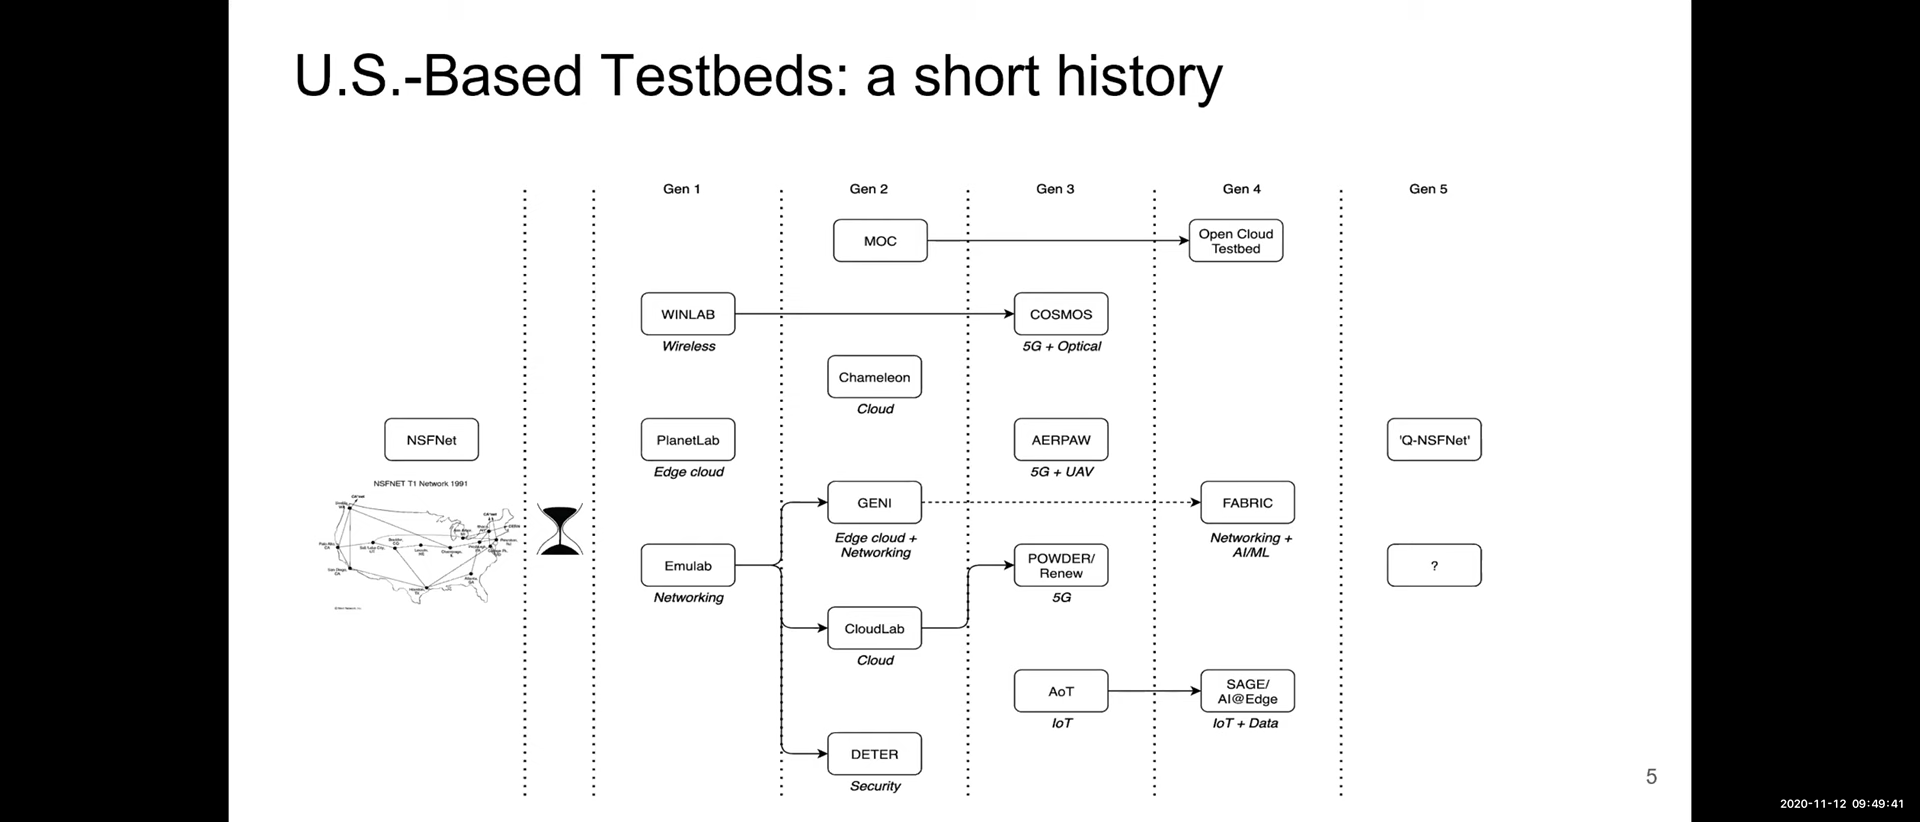 U.S.-Based Testbeds: a short history
Gen 1
Gen 2
Gen 3
Gen 4
Gen 5
MOC
Open Cloud
Testbed
WINLAB
Wireless
COSMOS
5G + Optical
Chameleon
Cloud
NSFNet
PlanetLab
Edge cloud
AERPAW
5G + UAV
'Q-NSFNet'
NSFNET T1 Network 1991
GENI
Edge cloud +
Networking
FABRIC
Networking +
AI/ML
Emulab
Networking
POWDER/
Renew
5G
?
CloudLab
Cloud
AoT
IoT
SAGE/
AI@Edge
IoT + Data
DETER
Security
5
2020-11-12 09:49:41